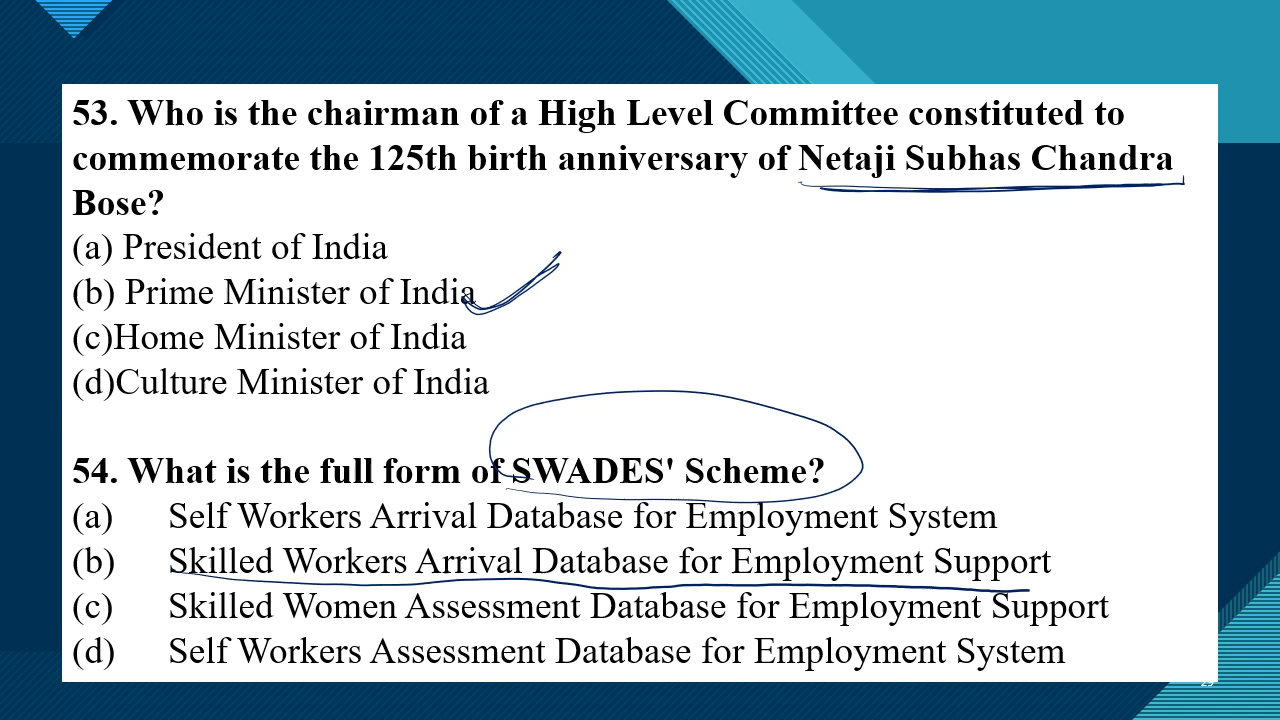 53. Who is the chairman of a High Level Committee constituted to
commemorate the 125th birth anniversary of Netaji Subhas Chandra
Bose?
(a) President of India
(b) Prime Minister of India
(c)Home Minister of India
(d)Culture Minister of India
54. What is the full form of SWADES' Scheme?
(a) Self Workers Arrival Database for Employment System
(b) Skilled Workers Arrival Database for Employment Support
(c) Skilled Women Assessment Database for Employment Support
(d) Self Workers Assessment Database for Employment System